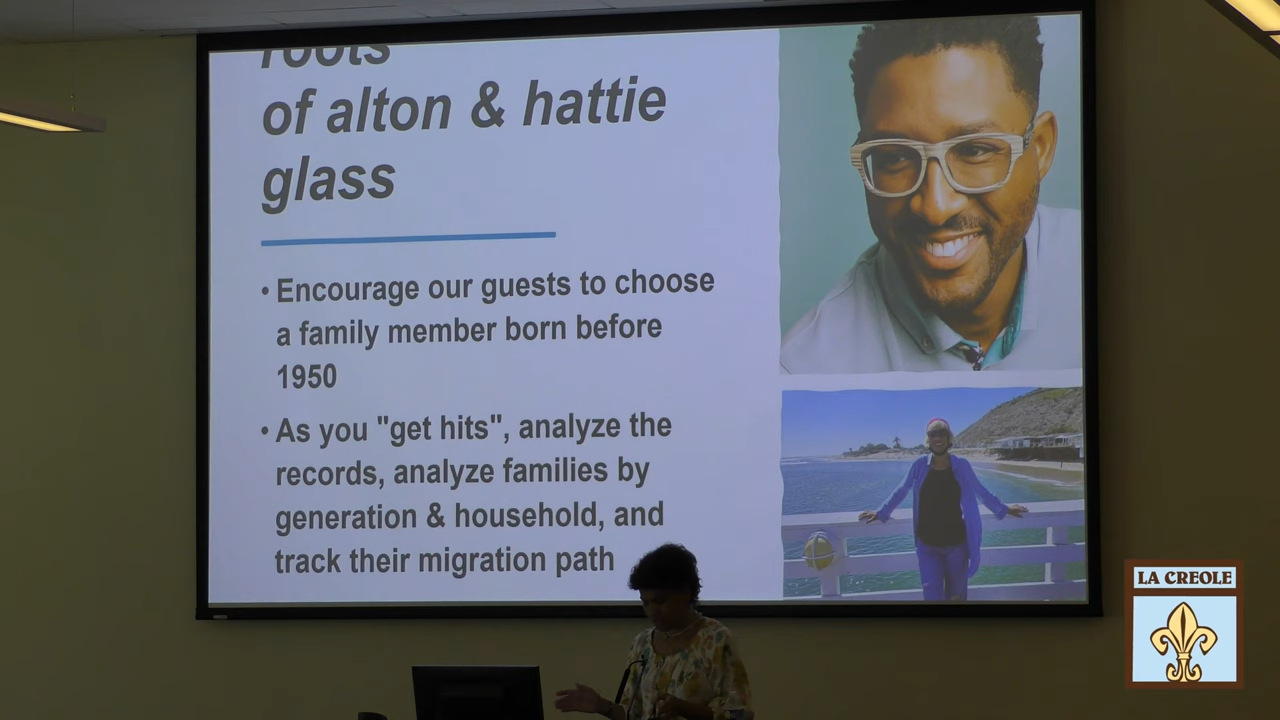 roots
of alton & hattie
glass
• Encourage our guests to choose
a family member born before
1950
• As you "get hits", analyze the
records, analyze families by
generation & household, and
track their migration path
LA CREOLE